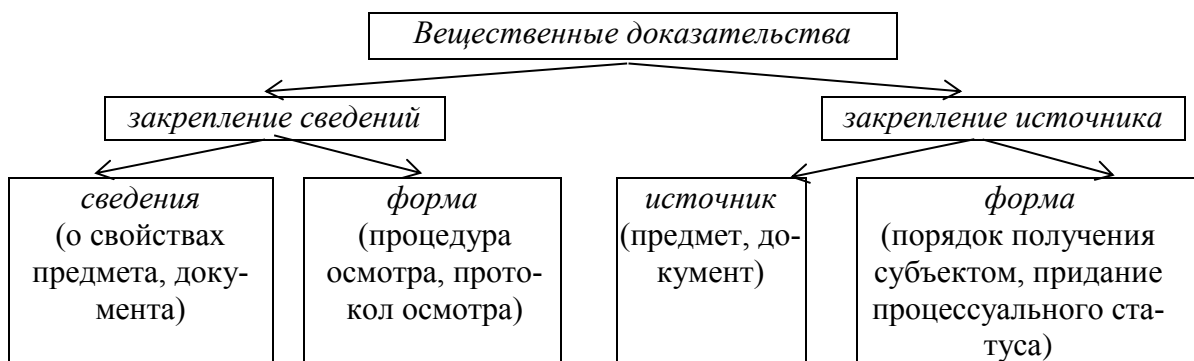 Вещественные доказательства
закрепление сведений
закрепление источника
сведения
(о свойствах
предмета, доку-
мента)
форма
(процедура
осмотра, прото-
кол осмотра)
источник
(предмет, до-
кумент)
форма
(порядок получения
субъектом, придание
процессуального ста-
туса)